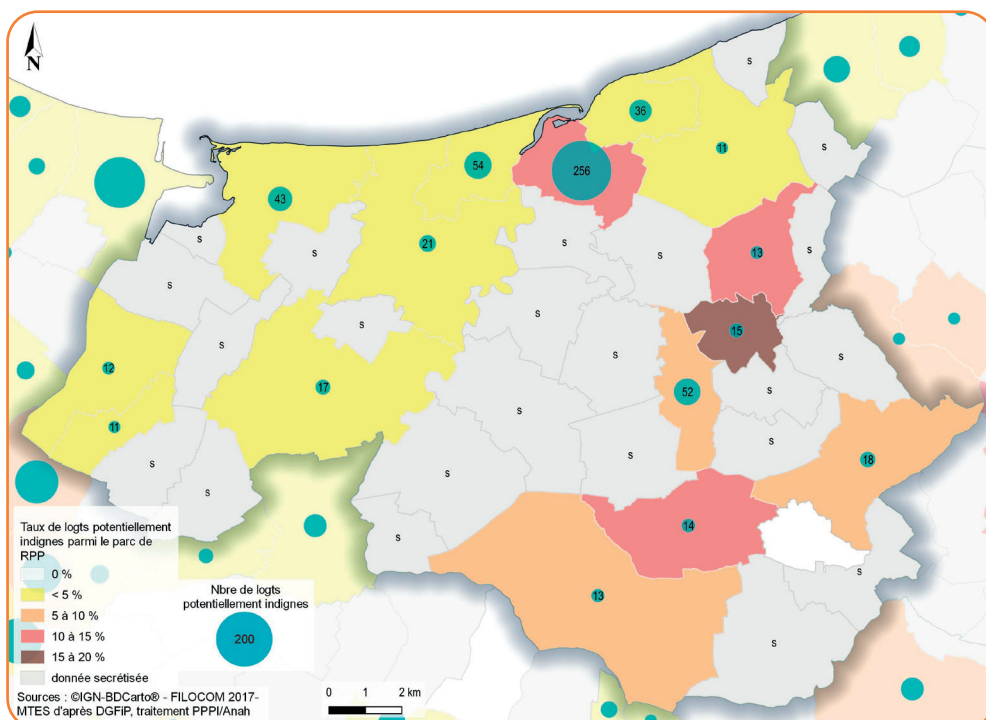 N
s
36
11
s
54
256
43
s
21
s
s
s
13
s
s
s
s
15
s
s
s
s
12
17
52
s
11
s
s
s
s
18
s
s
14
s
s
13
s
Taux de logts potentiellement
indignes parmi le parc de
RPP
0 %
< 5 %
5 à 10 %
10 à 15 %
15 à 20 %
donnée secrétisée
Nbre de logts
potentiellement indignes
200
Sources : ©IGN-BDCarto® - FILOCOM 2017-
MTES d'après DGFiP, traitement PPPI/Anah
0 1 2 km